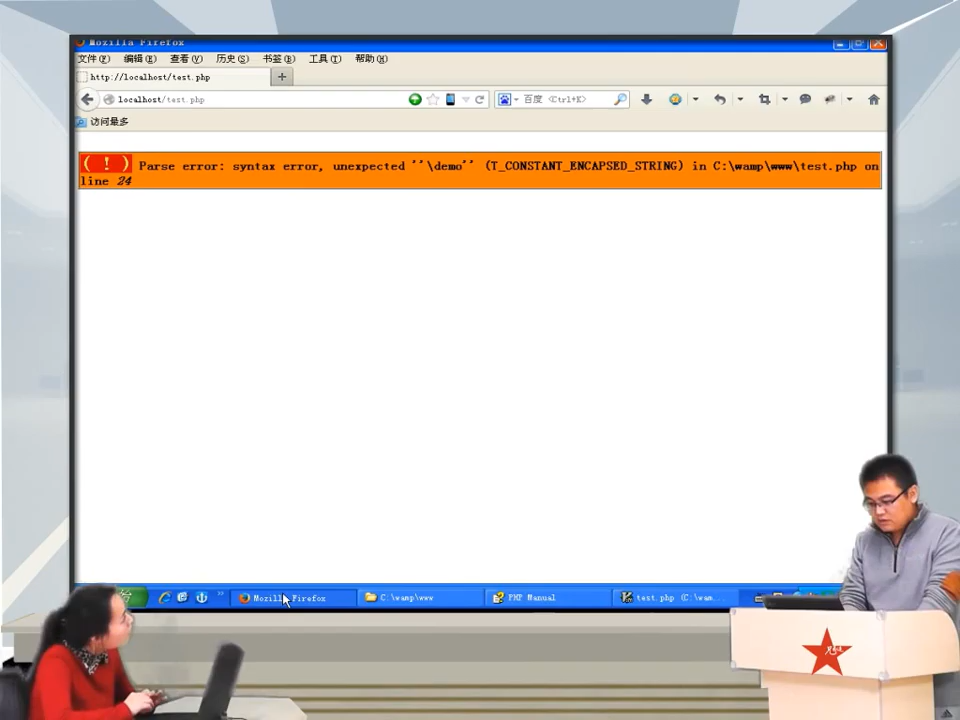 Mozilla Firefox
文件(F) 编辑(E) 查看(V) 历史(S) 书签(B) 工具(T) 帮助(H)
http://localhost/test.php
localhost/test.php
百度 <Ctrl+K>
访问最多
( ! ) Parse error: syntax error, unexpected ''\demo'' (T_CONSTANT_ENCAPSED_STRING) in C:\wamp\www\test.php on
line 24
Mozill Firefox
C:\wamp\www
PHP Manual
test.php (C:\wam...